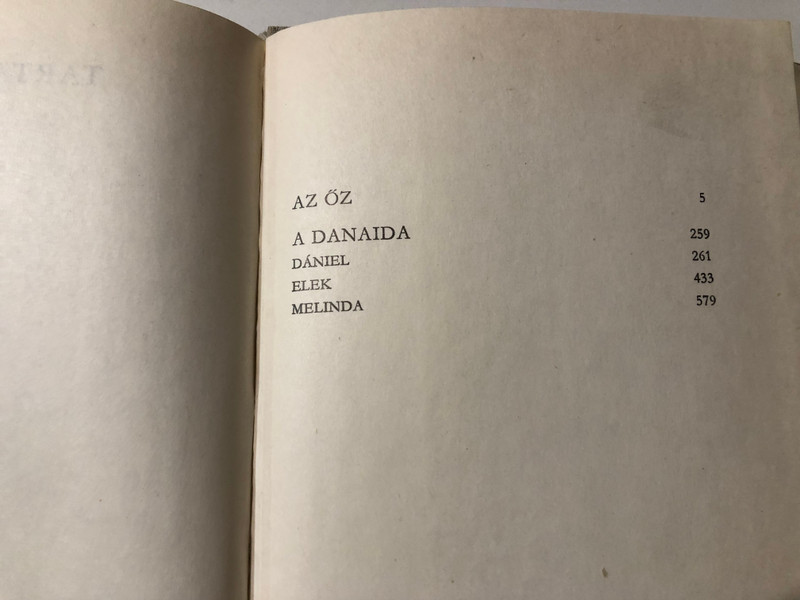 AZ ŐZ 5
A DANAIDA 259
DÁNIEL 261
ELEK 433
MELINDA 579